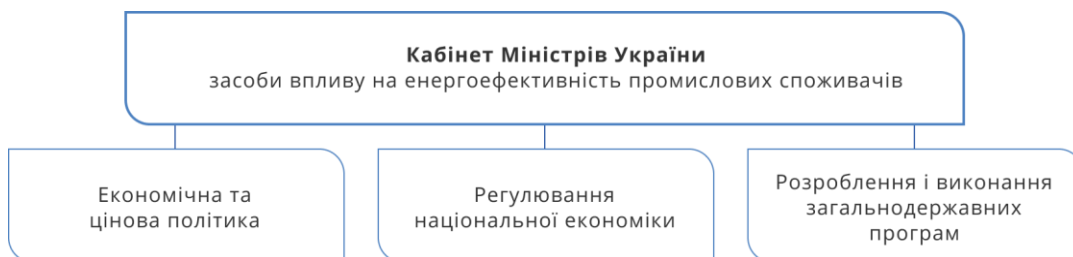 Кабінет Міністрів України
засоби впливу на енергоефективність промислових споживачів
Економічна та
цінова політика
Регулювання
національної економіки
Розроблення і виконання
загальнодержавних
програм